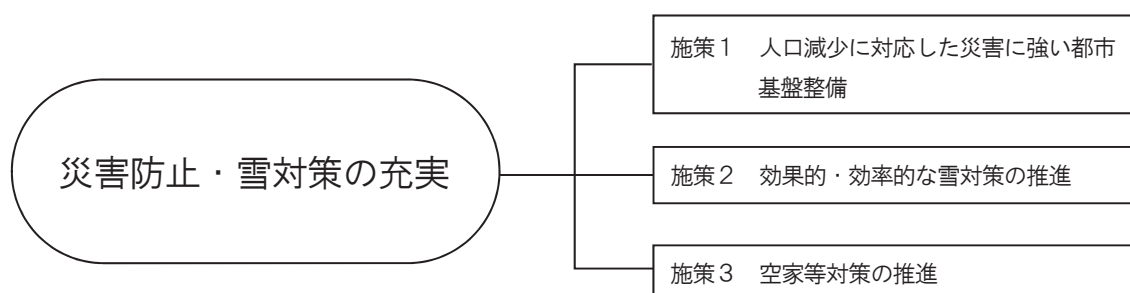 災害防止・雪対策の充実
施策１　人口減少に対応した災害に強い都市
基盤整備
施策２　効果的・効率的な雪対策の推進
施策３　空家等対策の推進